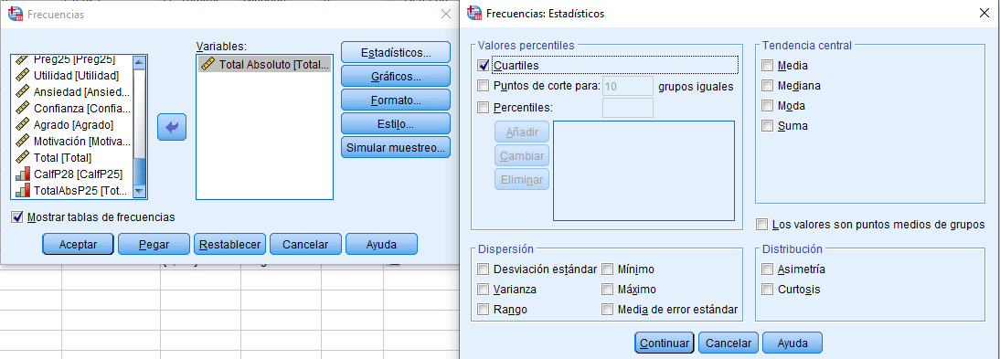 Frecuencias
Variables:
Preg25 [Preg25]
Utilidad [Utilidad]
Ansiedad [Ansied...
Confianza [Confia...
Agrado [Agrado]
Motivación [Motiva...
Total [Total]
CalfP28 [CalfP25]
TotalAbsP25 [Tot...
Total Absoluto [Total...
Estadísticos...
Gráficos...
Formato...
Estilo...
Simular muestreo...
Mostrar tablas de frecuencias
Aceptar
Pegar
Restablecer
Cancelar
Ayuda
Frecuencias: Estadísticos
Valores percentiles
Cuartiles
Puntos de corte para: 10 grupos iguales
Percentiles:
Añadir
Cambiar
Eliminar
Tendencia central
Media
Mediana
Moda
Suma
Los valores son puntos medios de grupos
Dispersión
Desviación estándar
Mínimo
Varianza
Máximo
Rango
Media de error estándar
Distribución
Asimetría
Curtosis
Continuar
Cancelar
Ayuda